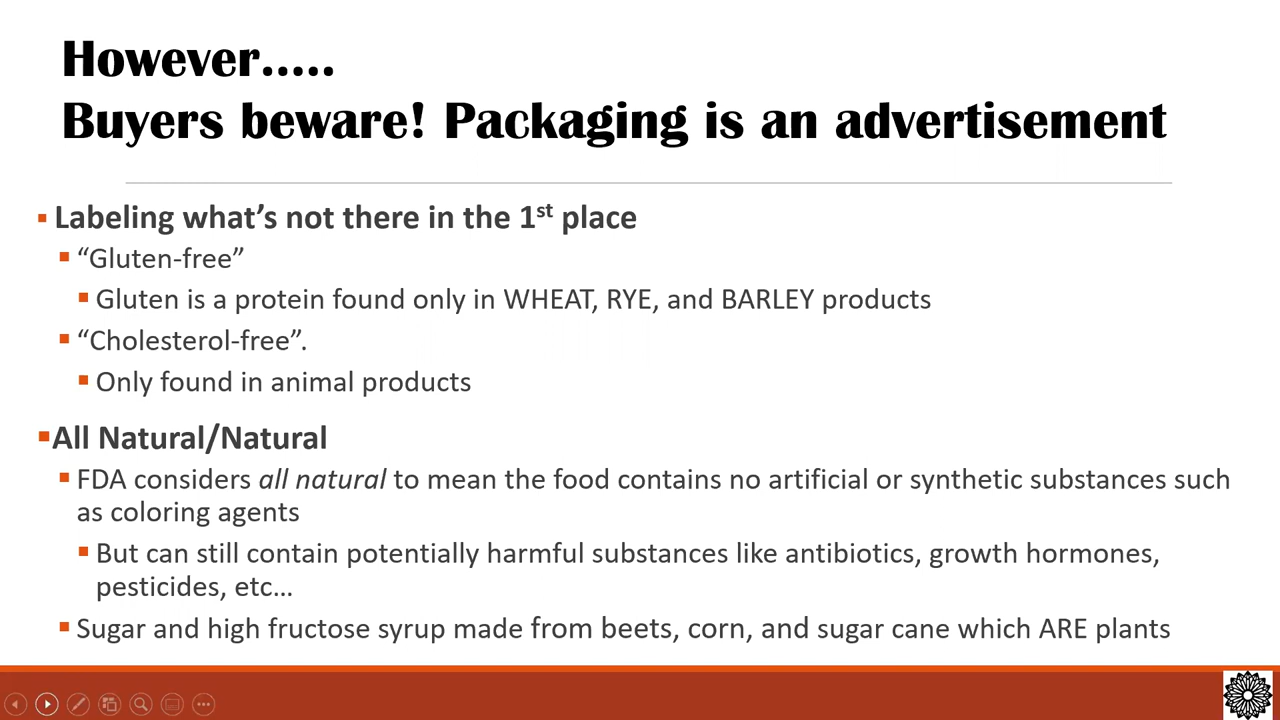 However.....
Buyers beware! Packaging is an advertisement
Labeling what’s not there in the 1st place
“Gluten-free”
Gluten is a protein found only in WHEAT, RYE, and BARLEY products
“Cholesterol-free”.
Only found in animal products
All Natural/Natural
FDA considers all natural to mean the food contains no artificial or synthetic substances such
as coloring agents
But can still contain potentially harmful substances like antibiotics, growth hormones,
pesticides, etc…
Sugar and high fructose syrup made from beets, corn, and sugar cane which ARE plants